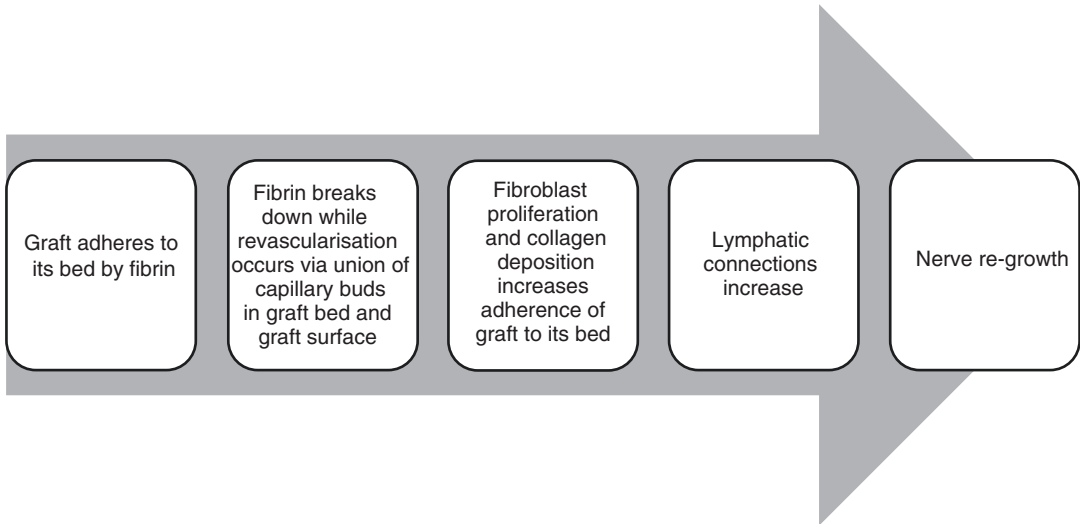 Graft adheres to
its bed by fibrin
Fibrin breaks
down while
revascularisation
occurs via union of
capillary buds
in graft bed and
graft surface
Fibroblast
proliferation
and collagen
deposition
increases
adherence of
graft to its bed
Lymphatic
connections
increase
Nerve re-growth